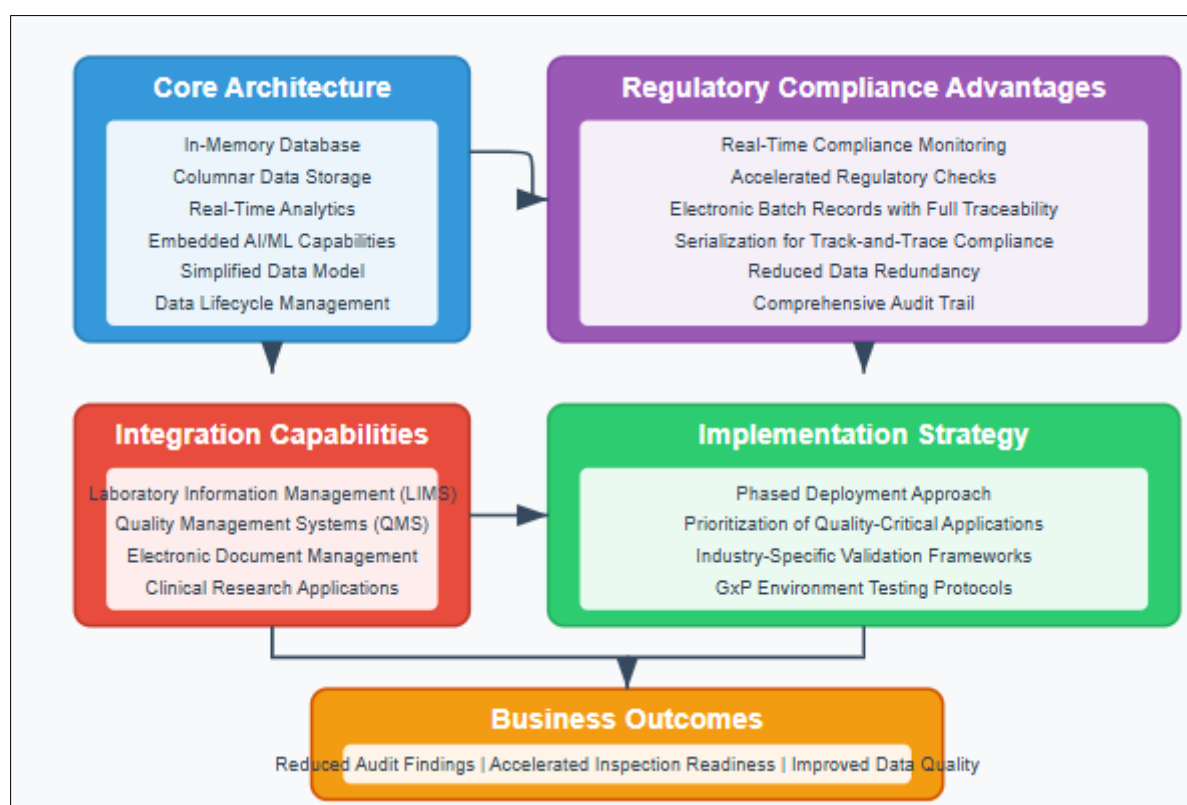 Core Architecture
In-Memory Database
Columnar Data Storage
Real-Time Analytics
Embedded AI/ML Capabilities
Simplified Data Model
Data Lifecycle Management
Regulatory Compliance Advantages
Real-Time Compliance Monitoring
Accelerated Regulatory Checks
Electronic Batch Records with Full Traceability
Serialization for Track-and-Trace Compliance
Reduced Data Redundancy
Comprehensive Audit Trail
Integration Capabilities
Laboratory Information Management (LIMS)
Quality Management Systems (QMS)
Electronic Document Management
Clinical Research Applications
Implementation Strategy
Phased Deployment Approach
Prioritization of Quality-Critical Applications
Industry-Specific Validation Frameworks
GxP Environment Testing Protocols
Business Outcomes
Reduced Audit Findings | Accelerated Inspection Readiness | Improved Data Quality